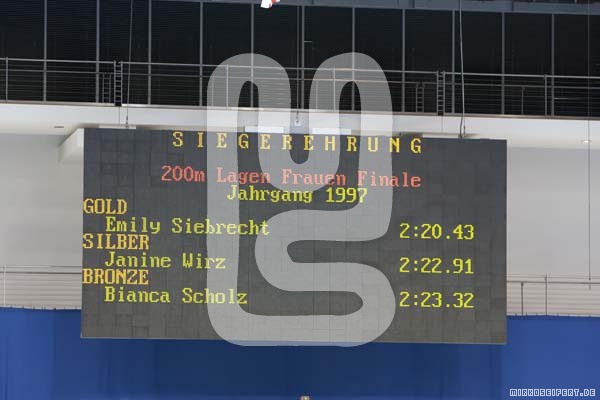 SIEGEREHRUNG
200m Lagen Frauen Finale
Jahrgang 1997
GOLD
Emily Siebrecht 2:20.43
SILBER
Janine Wirz 2:22.91
BRONZE
Bianca Scholz 2:23.32
MIRKOSEIFERT.DE